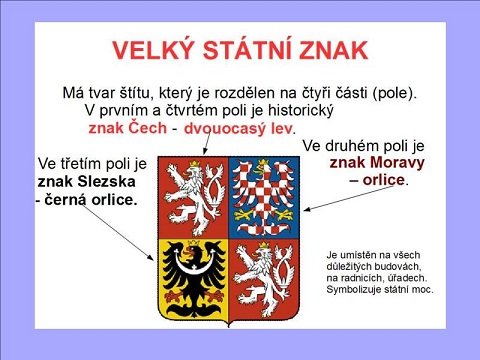 VELKÝ STÁTNÍ ZNAK
Má tvar štítu, který je rozdělen na čtyři části (pole).
V prvním a čtvrtém poli je historický
znak Čech - dvouocasý lev.
Ve druhém poli je
znak Moravy
– orlice.
Ve třetím poli je
znak Slezska
- černá orlice.
Je umístěn na všech
důležitých budovách,
na radnicích, úřadech.
Symbolizuje státní moc.